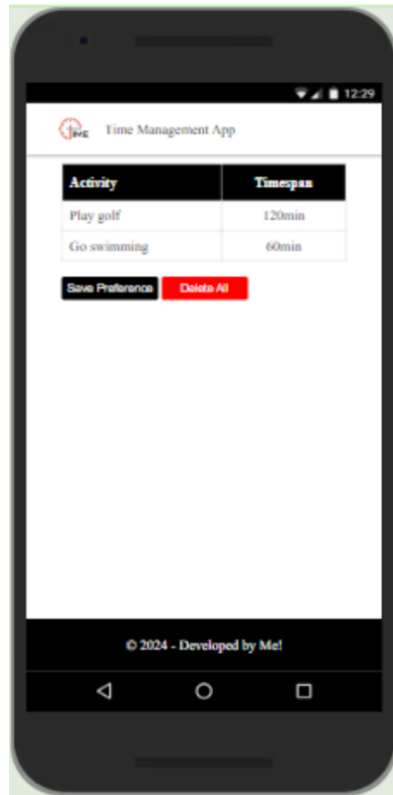 12:29
TIME Time Management App
Activity Timespan
Play golf 120min
Go swimming 60min
Save Preference Delete All
© 2024 - Developed by Me!